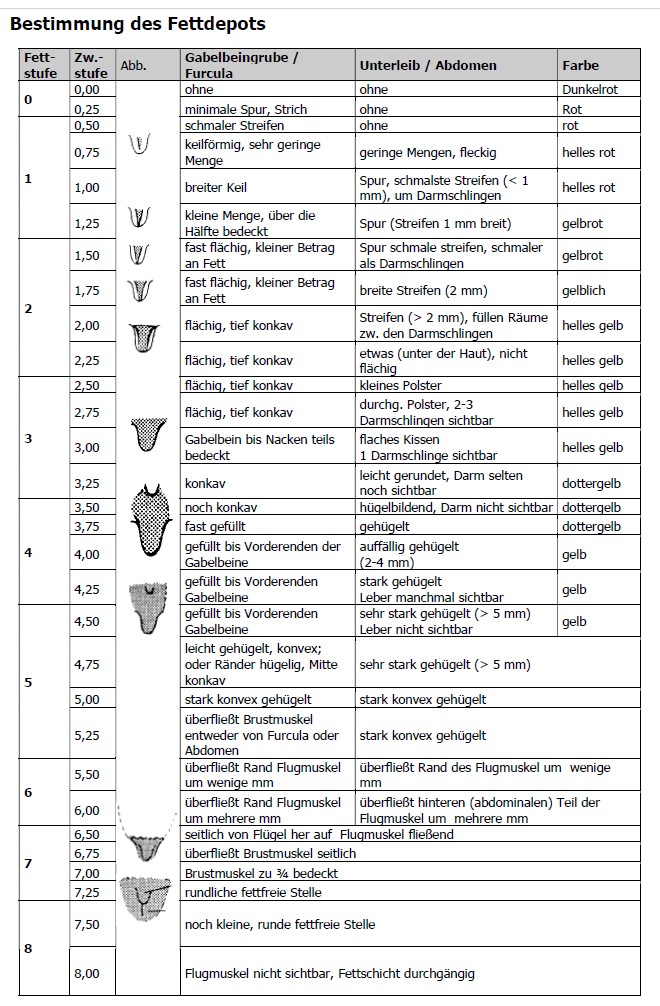 Bestimmung des Fettdepots
Fett-stufe Zw.-stufe Abb. Gabelbeingrube / Furcula Unterleib / Abdomen Farbe
0 0,00 ohne ohne Dunkelrot
0,25 minimale Spur, Strich ohne Rot
1 0,50 schmaler Streifen ohne rot
0,75 keilförmig, sehr geringe Menge geringe Mengen, fleckig helles rot
1,00 breiter Keil Spur, schmalste Streifen (< 1 mm), um Darmschlingen helles rot
1,25 kleine Menge, über die Hälfte bedeckt Spur (Streifen 1 mm breit) gelbrot
2 1,50 fast flächig, kleiner Betrag an Fett Spur schmale streifen, schmaler als Darmschlingen gelbrot
1,75 fast flächig, kleiner Betrag an Fett breite Streifen (2 mm) gelblich
2,00 flächig, tief konkav Streifen (> 2 mm), füllen Räume zw. den Darmschlingen helles gelb
2,25 flächig, tief konkav etwas (unter der Haut), nicht flächig helles gelb
3 2,50 flächig, tief konkav kleines Polster helles gelb
2,75 flächig, tief konkav durchg. Polster, 2-3 Darmschlingen sichtbar helles gelb
3,00 Gabelbein bis Nacken teils bedeckt flaches Kissen 1 Darmschlinge sichtbar helles gelb
3,25 konkav leicht gerundet, Darm selten noch sichtbar dottergelb
4 3,50 noch konkav hügelbildend, Darm nicht sichtbar dottergelb
3,75 fast gefüllt gehügelt dottergelb
4,00 gefüllt bis Vorderenden der Gabelbeine auffällig gehügelt (2-4 mm) gelb
4,25 gefüllt bis Vorderenden Gabelbeine stark gehügelt Leber manchmal sichtbar gelb
5 4,50 gefüllt bis Vorderenden Gabelbeine sehr stark gehügelt (> 5 mm) Leber nicht sichtbar gelb
4,75 leicht gehügelt, konvex; oder Ränder hügelig, Mitte konkav sehr stark gehügelt (> 5 mm)
5,00 stark konvex gehügelt stark konvex gehügelt
5,25 überfließt Brustmuskel entweder von Furcula oder Abdomen stark konvex gehügelt
6 5,50 überfließt Rand Flugmuskel um wenige mm überfließt Rand des Flugmuskel um wenige mm
6,00 überfließt Rand Flugmuskel um mehrere mm überfließt hinteren (abdominalen) Teil der Flugmuskel um mehrere mm
7 6,50 seitlich von Flügel her auf Flugmuskel fließend
6,75 überfließt Brustmuskel seitlich
7,00 Brustmuskel zu ¾ bedeckt
7,25 rundliche fettfreie Stelle
8 7,50 noch kleine, runde fettfreie Stelle
8,00 Flugmuskel nicht sichtbar, Fettschicht durchgängig